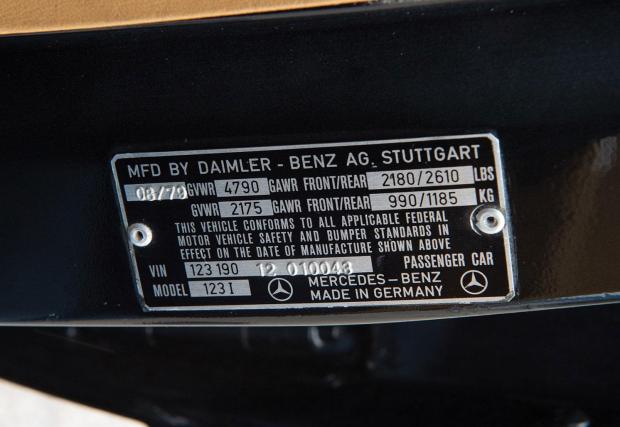 MFD BY DAIMLER - BENZ AG. STUTTGART
08/79 GVWR 4790 GAWR FRONT/REAR 2180/2610 LBS
GVWR 2175 GAWR FRONT/REAR 990/1185 KG
THIS VEHICLE CONFORMS TO ALL APPLICABLE FEDERAL
MOTOR VEHICLE SAFETY AND BUMPER STANDARDS IN
EFFECT ON THE DATE OF MANUFACTURE SHOWN ABOVE
VIN 123 190 12 010048 PASSENGER CAR
MODEL 123 I MERCEDES-BENZ
MADE IN GERMANY